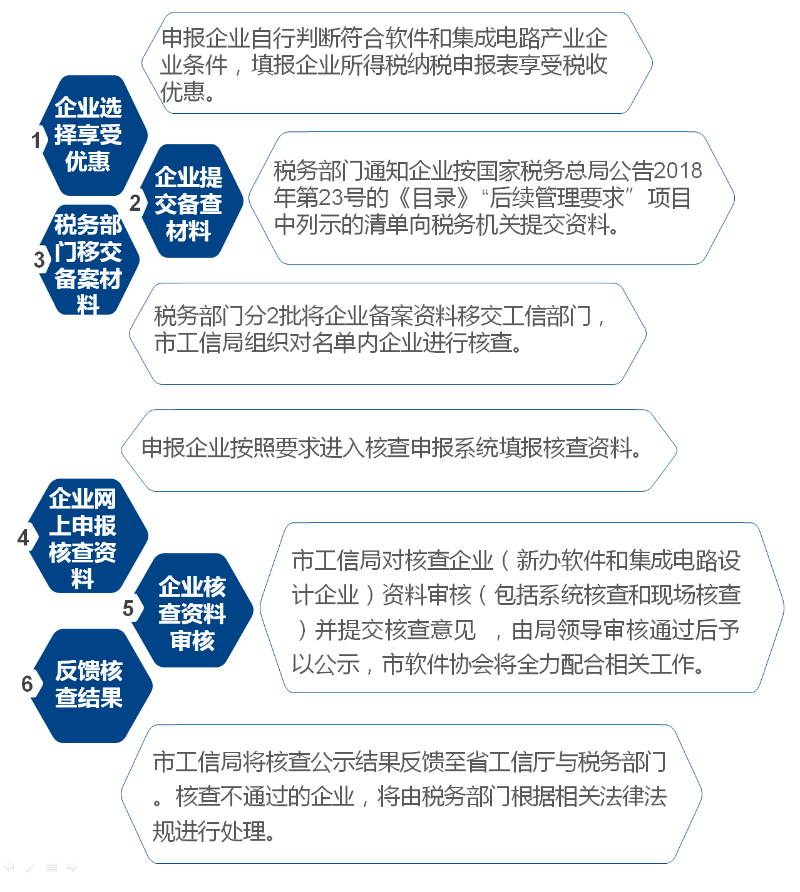 申报企业自行判断符合软件和集成电路产业企
业条件，填报企业所得税纳税申报表享受税收
优惠。
1
企业选
择享受
优惠
2
企业提
交备查
材料
税务部门通知企业按国家税务总局公告2018
年第23号的《目录》“后续管理要求” 项目
中列示的清单向税务机关提交资料。
3
税务部
门移交
备案材
料
税务部门分2批将企业备案资料移交工信部门，
市工信局组织对名单内企业进行核查。
申报企业按照要求进入核查申报系统填报核查资料。
4
企业网
上申报
核查资
料
5
企业核
查资料
审核
市工信局对核查企业（新办软件和集成电路设
计企业）资料审核（包括系统核查和现场核查
）并提交核查意见 ，由局领导审核通过后予
以公示，市软件协会将全力配合相关工作。
6
反馈核
查结果
市工信局将核查公示结果反馈至省工信厅与税务部门
。核查不通过的企业，将由税务部门根据相关法律法
规进行处理。